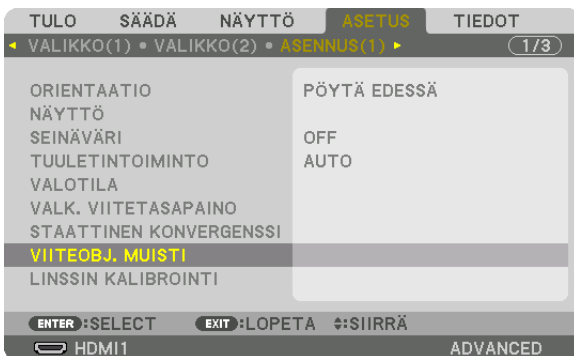 TULO SÄÄDÄ NÄYTTÖ ASETUS TIEDOT
VALIKKO(1) • VALIKKO(2) • ASENNUS(1) 1/3
ORIENTAATIO PÖYTÄ EDESSÄ
NÄYTTÖ
SEINÄVÄRI OFF
TUULETINTOIMINTO AUTO
VALOTILA
VALK. VIITETASAPAINO
STAATTINEN KONVERGENSSI
VIITEOBJ. MUISTI
LINSSIN KALIBROINTI
ENTER :SELECT EXIT :LOPETA :SIIRRÄ
HDMI1 ADVANCED